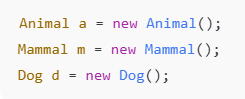 Animal a = new Animal();
Mammal m = new Mammal();
Dog d = new Dog();